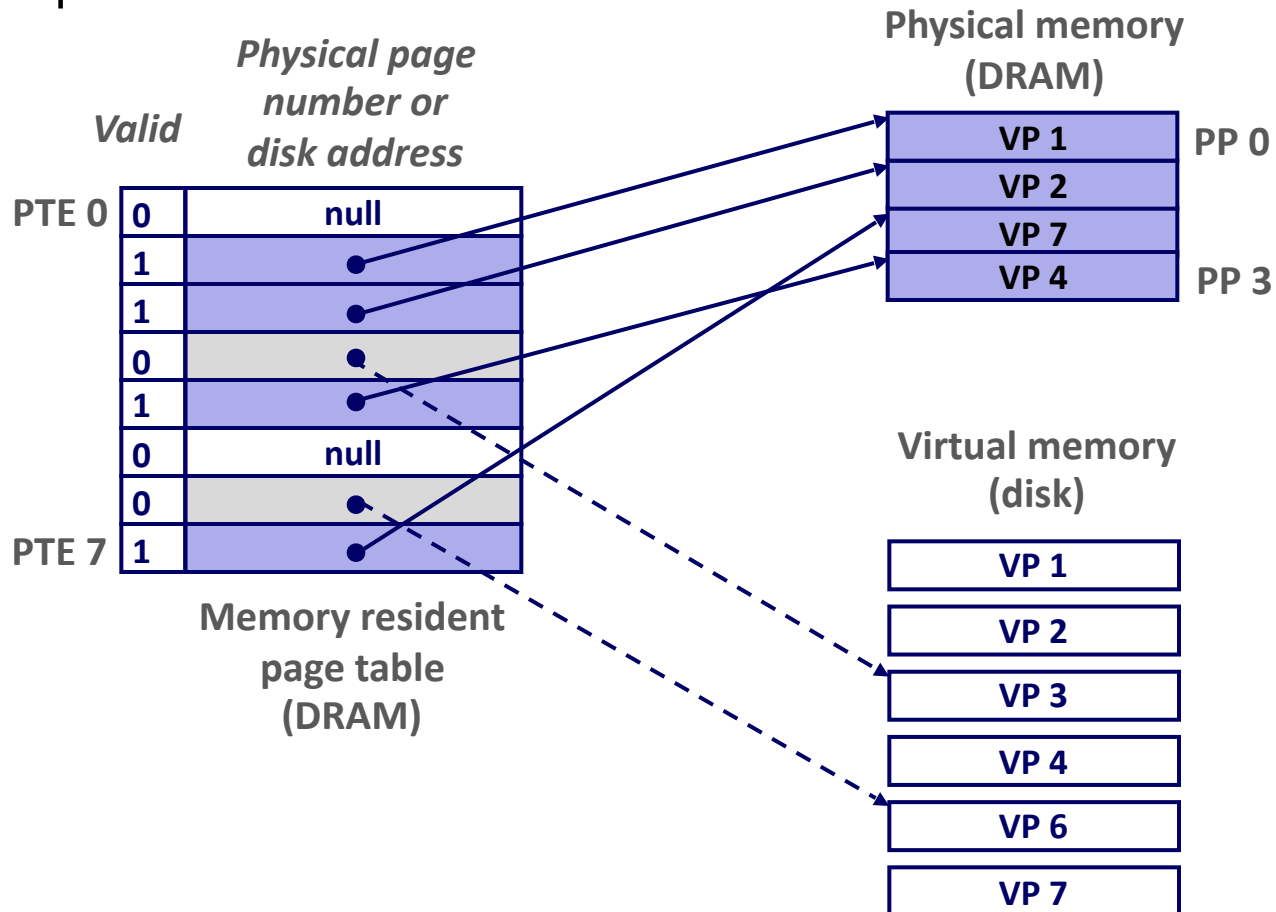 Physical page
number or
disk address
Valid
PTE 0
0
null
1
1
0
1
0
null
0
PTE 7
1
Memory resident
page table
(DRAM)
Physical memory
(DRAM)
VP 1
PP 0
VP 2
VP 7
VP 4
PP 3
Virtual memory
(disk)
VP 1
VP 2
VP 3
VP 4
VP 6
VP 7